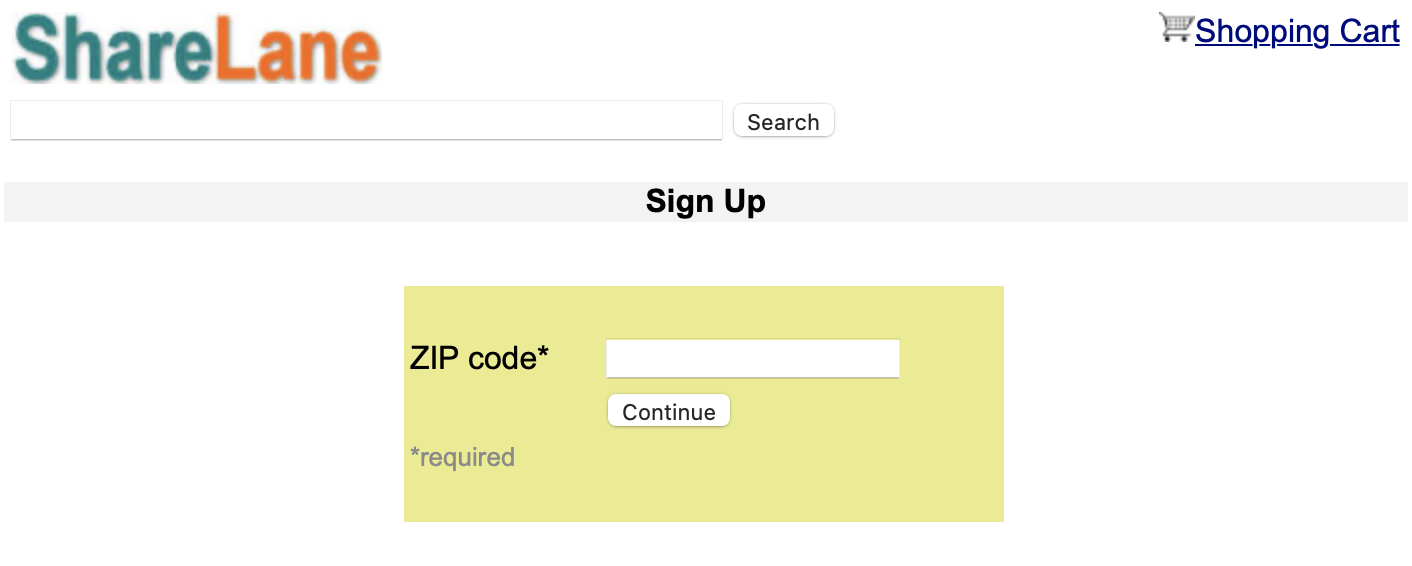 ShareLane
Shopping Cart
Search
Sign Up
ZIP code*
Continue
*required